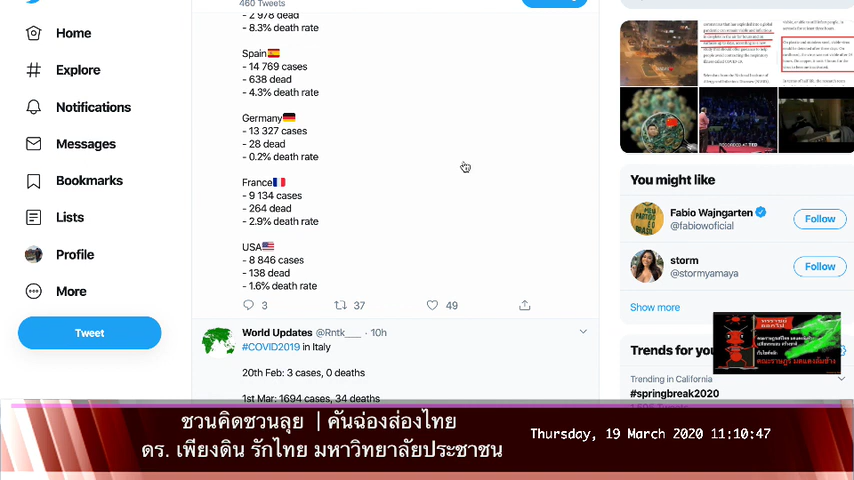 460 Tweets
- 2 978 dead
- 8.3% death rate
Spain
- 14 769 cases
- 638 dead
- 4.3% death rate
Germany
- 13 327 cases
- 28 dead
- 0.2% death rate
France
- 9 134 cases
- 264 dead
- 2.9% death rate
USA
- 8 846 cases
- 138 dead
- 1.6% death rate
3 37 49
World Updates @Rntk___ · 10h
#COVID2019 in Italy
20th Feb: 3 cases, 0 deaths
1st Mar: 1694 cases, 34 deaths
Home
Explore
Notifications
Messages
Bookmarks
Lists
Profile
More
Tweet
You might like
Fabio Wajngarten
@fabiowoficial
Follow
storm
@stormyamaya
Follow
Show more
Trends for you
Trending in California
#springbreak2020
ชวนคิดชวนลุย | คันฉ่องส่องไทย
ดร. เพียงดิน รักไทย มหาวิทยาลัยประชาชน
Thursday, 19 March 2020 11:10:47